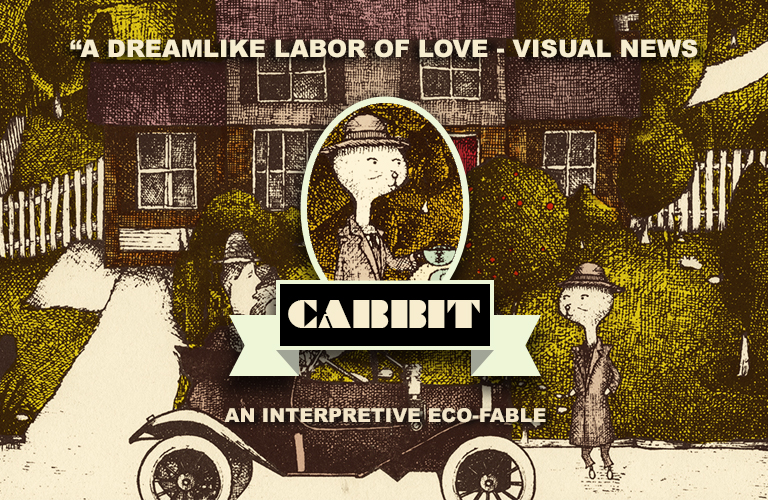 “A DREAMLIKE LABOR OF LOVE - VISUAL NEWS
CABBIT
AN INTERPRETIVE ECO-FABLE